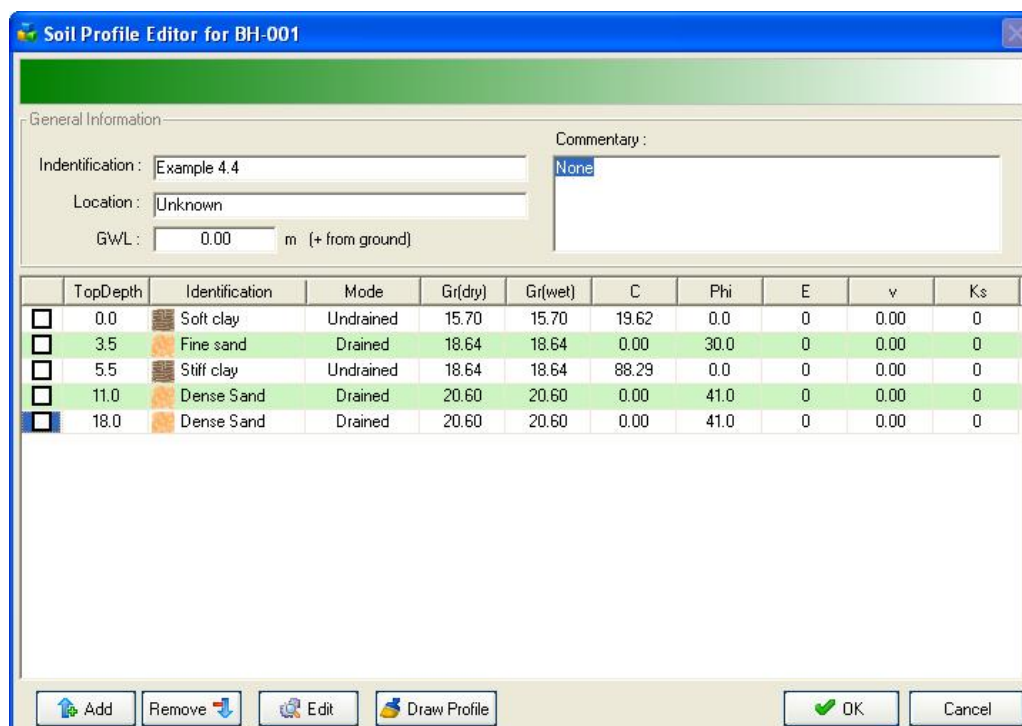 Soil Profile Editor for BH-001
General Information
Commentary :
Indentification : Example 4.4
None
Location : Unknown
GWL : 0.00 m (+ from ground)
TopDepth Identification Mode Gr(dry) Gr(wet) C Phi E v Ks
0.0 Soft clay Undrained 15.70 15.70 19.62 0.0 0 0.00 0
3.5 Fine sand Drained 18.64 18.64 0.00 30.0 0 0.00 0
5.5 Stiff clay Undrained 18.64 18.64 88.29 0.0 0 0.00 0
11.0 Dense Sand Drained 20.60 20.60 0.00 41.0 0 0.00 0
18.0 Dense Sand Drained 20.60 20.60 0.00 41.0 0 0.00 0
Add Remove Edit Draw Profile OK Cancel